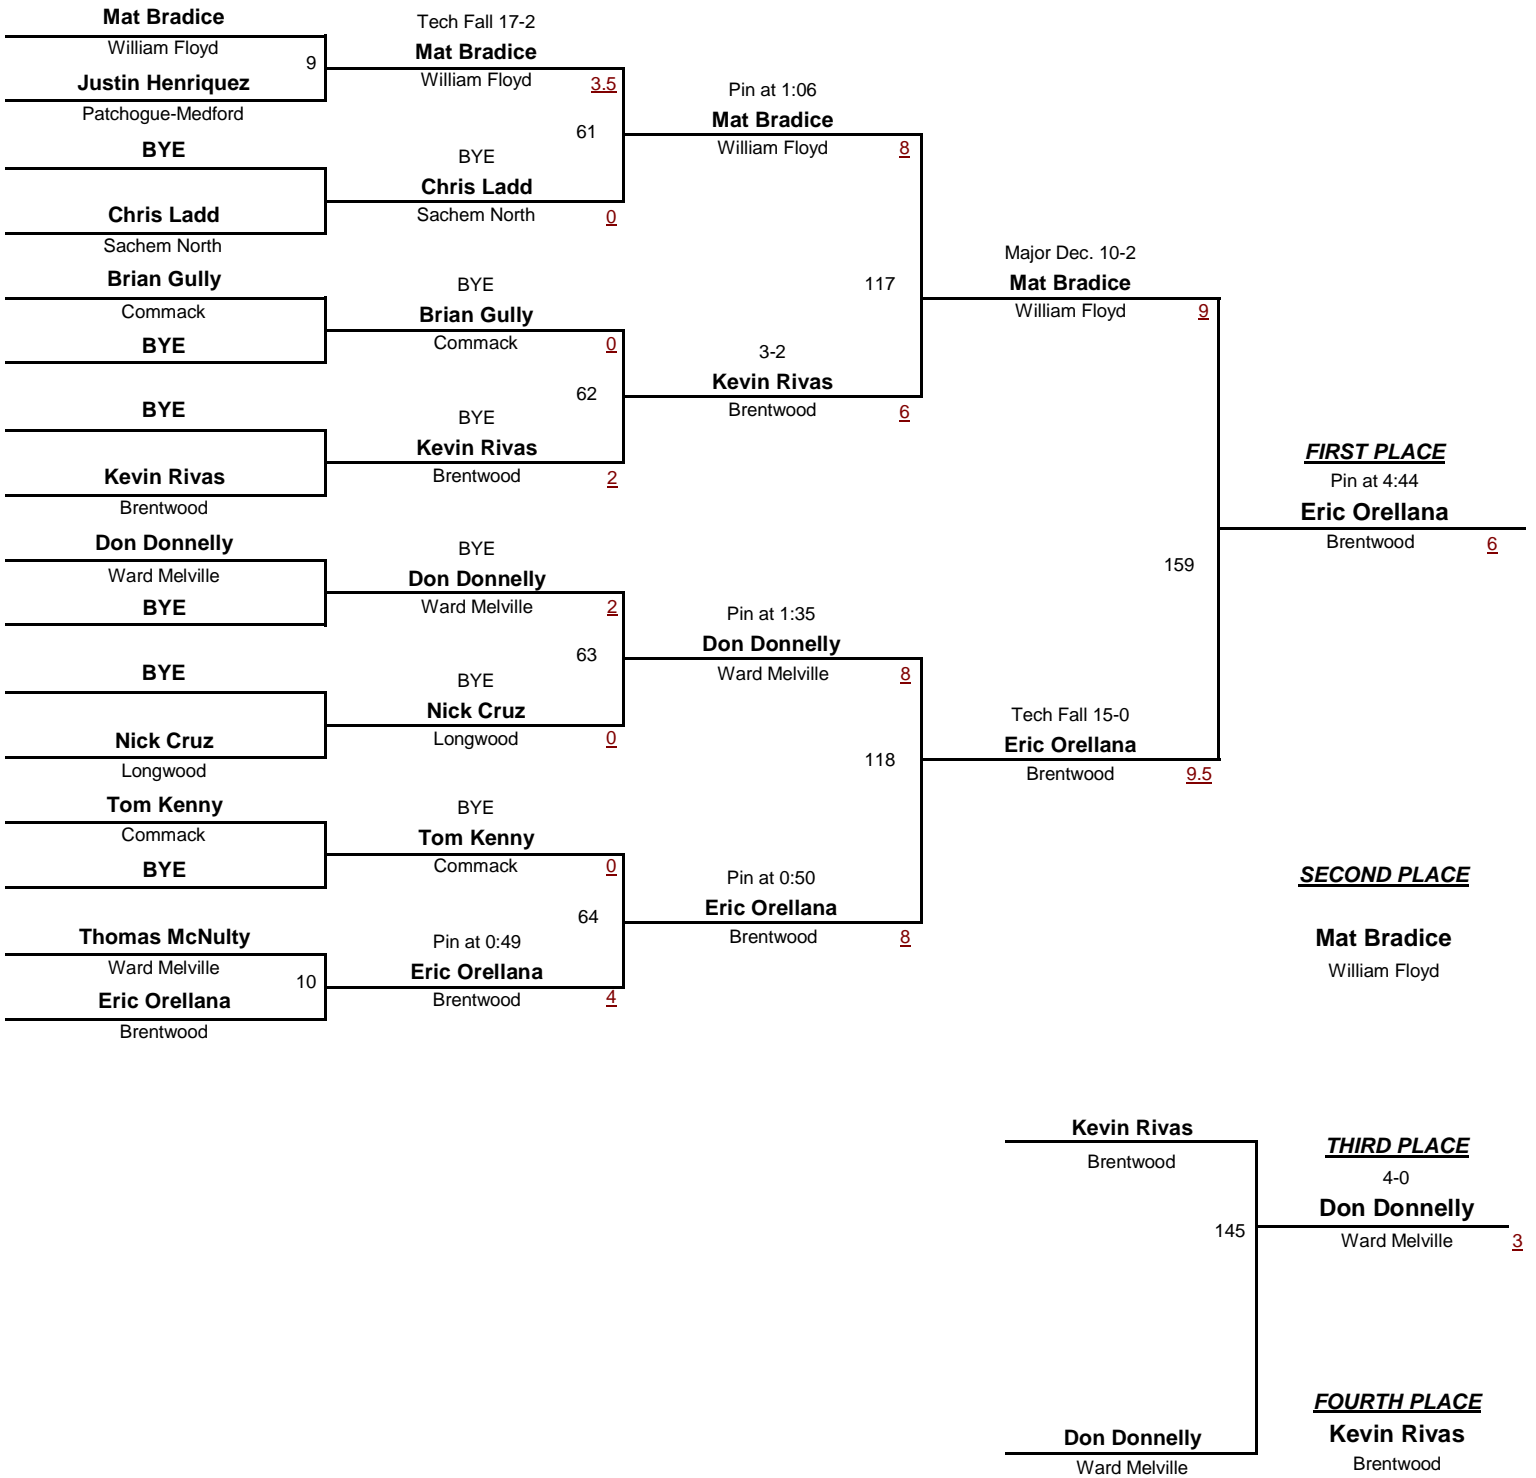 Mat Bradice
William Floyd
9
Justin Henriquez
Patchogue-Medford
BYE
Chris Ladd
Sachem North
Brian Gully
Commack
BYE
BYE
Kevin Rivas
Brentwood
Don Donnelly
Ward Melville
BYE
BYE
Nick Cruz
Longwood
Tom Kenny
Commack
BYE
Thomas McNulty
Ward Melville
10
Eric Orellana
Brentwood
Tech Fall 17-2
Mat Bradice
William Floyd
3.5
61
BYE
Chris Ladd
Sachem North
0
BYE
Brian Gully
Commack
0
62
BYE
Kevin Rivas
Brentwood
2
BYE
Don Donnelly
Ward Melville
2
63
BYE
Nick Cruz
Longwood
0
BYE
Tom Kenny
Commack
0
64
Pin at 0:49
Eric Orellana
Brentwood
4
Pin at 1:06
Mat Bradice
William Floyd
8
117
3-2
Kevin Rivas
Brentwood
6
Pin at 1:35
Don Donnelly
Ward Melville
8
118
Pin at 0:50
Eric Orellana
Brentwood
8
Major Dec. 10-2
Mat Bradice
William Floyd
9
159
Tech Fall 15-0
Eric Orellana
Brentwood
9.5
FIRST PLACE
Pin at 4:44
Eric Orellana
Brentwood
6
SECOND PLACE
Mat Bradice
William Floyd
Kevin Rivas
Brentwood
145
Don Donnelly
Ward Melville
THIRD PLACE
4-0
Don Donnelly
Ward Melville
3
FOURTH PLACE
Kevin Rivas
Brentwood